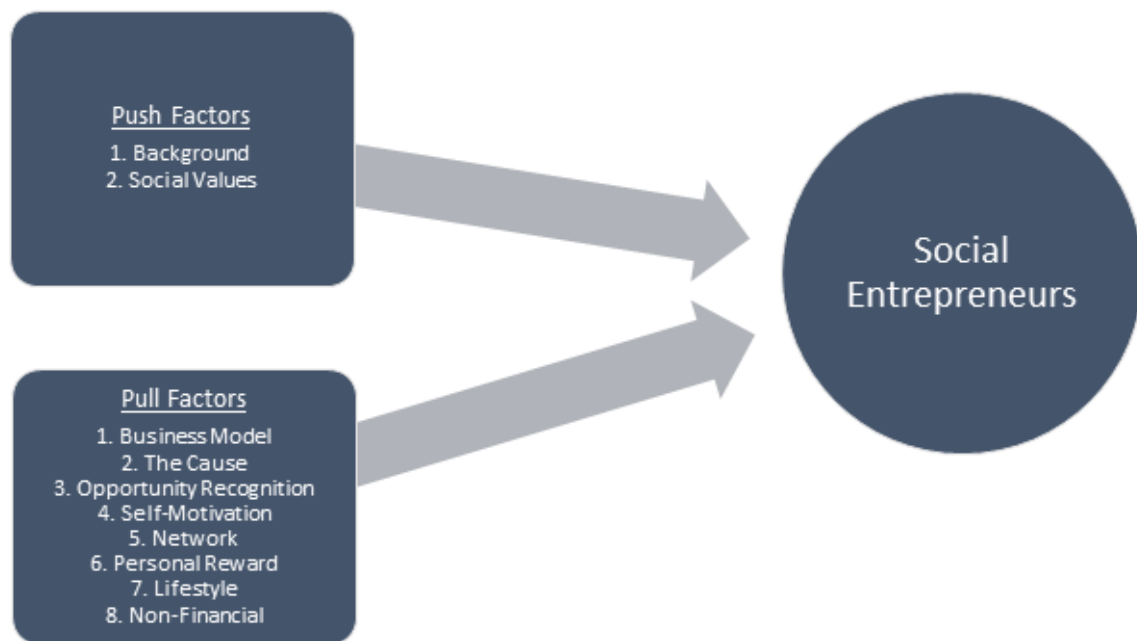 Push Factors
1. Background
2. Social Values
Pull Factors
1. Business Model
2. The Cause
3. Opportunity Recognition
4. Self-Motivation
5. Network
6. Personal Reward
7. Lifestyle
8. Non-Financial
Social
Entrepreneurs